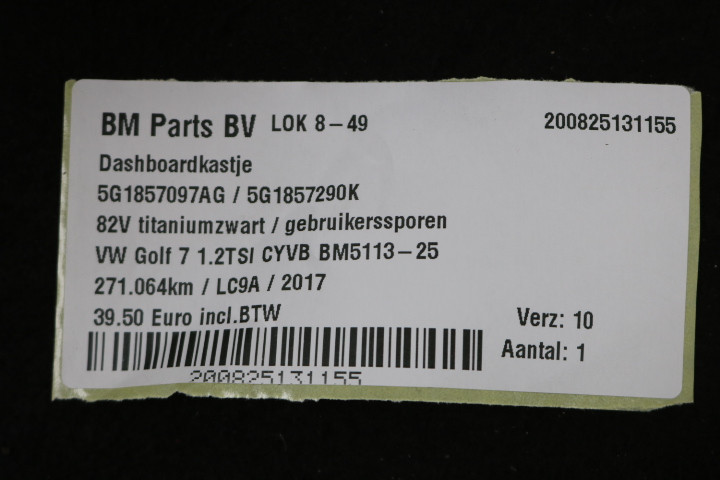 BM Parts BV LOK 8-49 200825131155
Dashboardkastje
5G1857097AG / 5G1857290K
82V titaniumzwart / gebruikerssporen
VW Golf 7 1.2TSI CYVB BM5113-25
271.064km / LC9A / 2017
39.50 Euro incl.BTW Verz: 10
Aantal: 1
200825131155